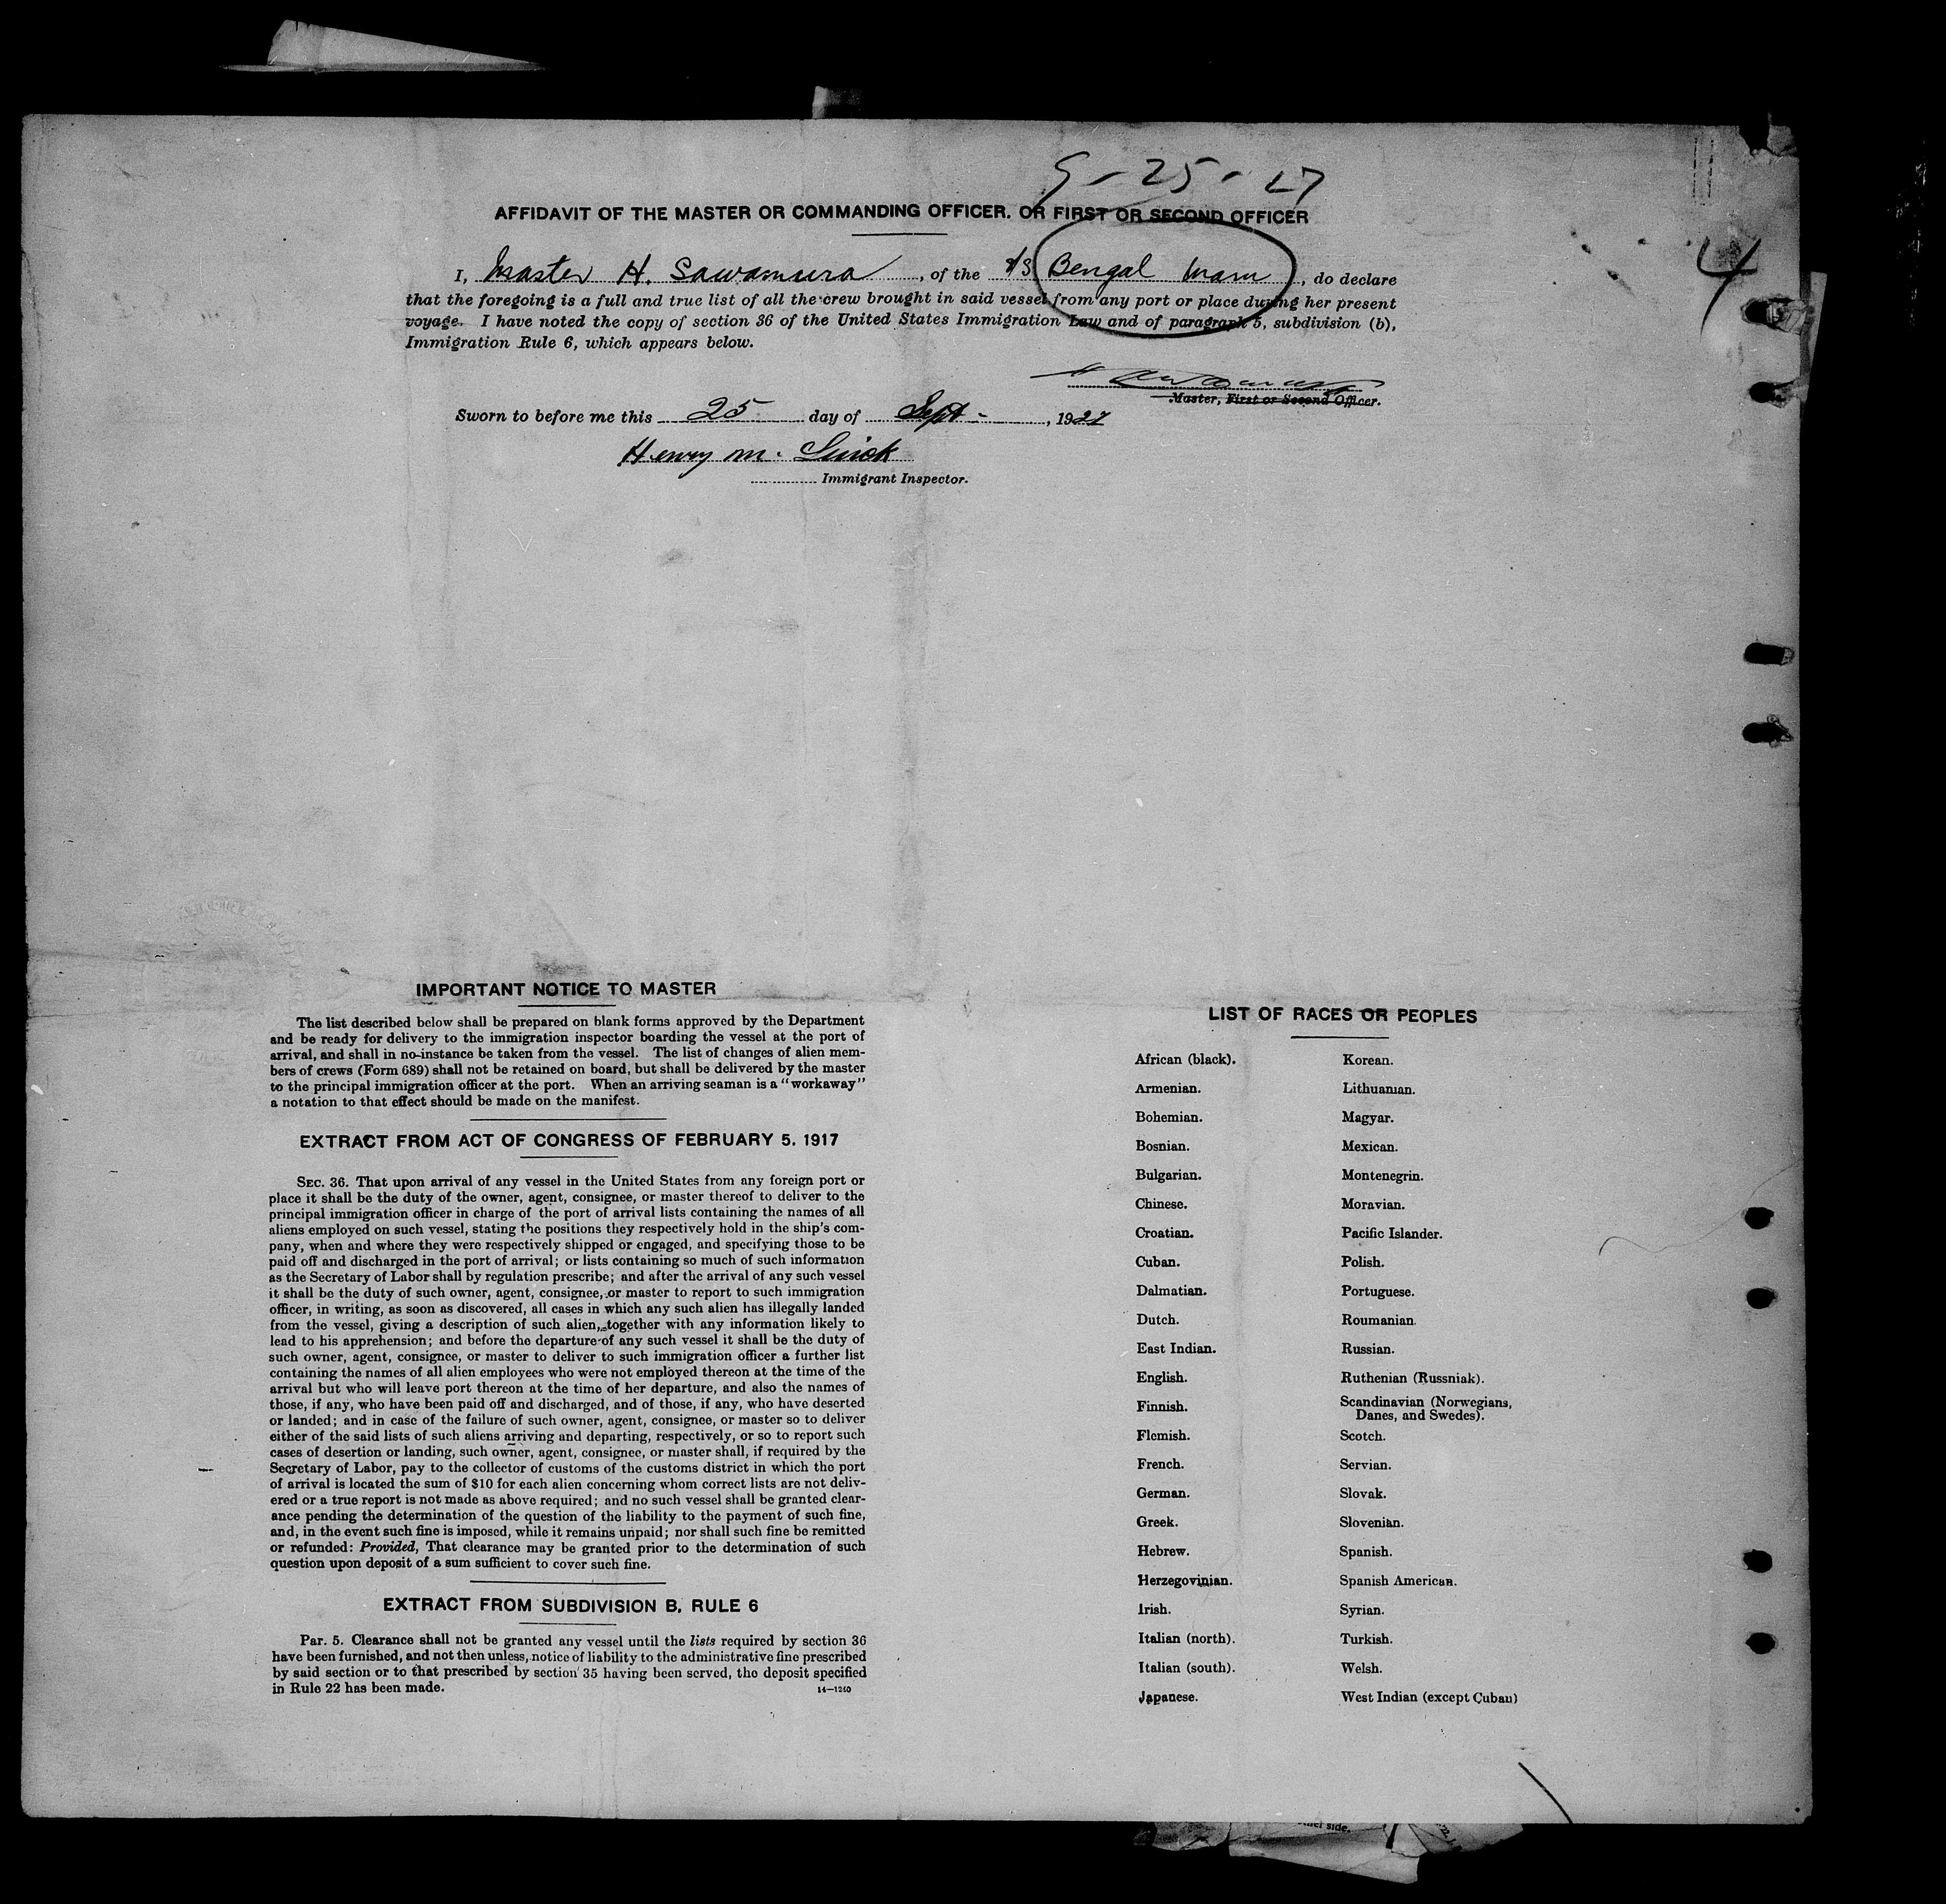 9-25-27
AFFIDAVIT OF THE MASTER OR COMMANDING OFFICER, OR FIRST OR SECOND OFFICER
4
I, Master H. Sawamura, of the S/S Bengal Maru, do declare
that the foregoing is a full and true list of all the crew brought in said vessel from any port or place during her present
voyage. I have noted the copy of section 36 of the United States Immigration Law and of paragraph 5, subdivision (b),
Immigration Rule 6, which appears below.
Master, First or Second Officer.
Sworn to before me this 25 day of Sept-, 1927
Henry M.
Immigrant Inspector.
IMPORTANT NOTICE TO MASTER
The list described below shall be prepared on blank forms approved by the Department
and be ready for delivery to the immigration inspector boarding the vessel at the port of
arrival, and shall in no instance be taken from the vessel. The list of changes of alien mem-
bers of crews (Form 689) shall not be retained on board, but shall be delivered by the master
to the principal immigration officer at the port. When an arriving seaman is a "workaway"
a notation to that effect should be made on the manifest.
EXTRACT FROM ACT OF CONGRESS OF FEBRUARY 5, 1917
SEC. 36. That upon arrival of any vessel in the United States from any foreign port or
place it shall be the duty of the owner, agent, consignee, or master thereof to deliver to the
principal immigration officer in charge of the port of arrival lists containing the names of all
aliens employed on such vessel, stating the positions they respectively hold in the ship's com-
pany, when and where they were respectively shipped or engaged, and specifying those to be
paid off and discharged in the port of arrival; or lists containing so much of such information
as the Secretary of Labor shall by regulation prescribe; and after the arrival of any such vessel
it shall be the duty of such owner, agent, consignee, or master to report to such immigration
officer, in writing, as soon as discovered, all cases in which any such alien has illegally landed
from the vessel, giving a description of such alien, together with any information likely to
lead to his apprehension; and before the departure of any such vessel it shall be the duty of
such owner, agent, consignee, or master to deliver to such immigration officer a further list
containing the names of all alien employees who were not employed thereon at the time of the
arrival but who will leave port thereon at the time of her departure, and also the names of
those, if any, who have been paid off and discharged, and of those, if any, who have deserted
or landed; and in case of the failure of such owner, agent, consignee, or master so to deliver
either of the said lists of such aliens arriving and departing, respectively, or so to report such
cases of desertion or landing, such owner, agent, consignee, or master shall, if required by the
Secretary of Labor, pay to the collector of customs of the customs district in which the port
of arrival is located the sum of $10 for each alien concerning whom correct lists are not deliv-
ered or a true report is not made as above required; and no such vessel shall be granted clear-
ance pending the determination of the question of the liability to the payment of such fine,
and, in the event such fine is imposed, while it remains unpaid; nor shall such fine be remitted
or refunded: Provided, That clearance may be granted prior to the determination of such
question upon deposit of a sum sufficient to cover such fine.
EXTRACT FROM SUBDIVISION B, RULE 6
Par. 5. Clearance shall not be granted any vessel until the lists required by section 36
have been furnished, and not then unless, notice of liability to the administrative fine prescribed
by said section or to that prescribed by section 35 having been served, the deposit specified
in Rule 22 has been made.
14-1240
LIST OF RACES OR PEOPLES
African (black). Korean.
Armenian. Lithuanian.
Bohemian. Magyar.
Bosnian. Mexican.
Bulgarian. Montenegrin.
Chinese. Moravian.
Croatian. Pacific Islander.
Cuban. Polish.
Dalmatian. Portuguese.
Dutch. Roumanian.
East Indian. Russian.
English. Ruthenian (Russniak).
Finnish. Scandinavian (Norwegians,
Danes, and Swedes).
Flemish. Scotch.
French. Servian.
German. Slovak.
Greek. Slovenian.
Hebrew. Spanish.
Herzegovinian. Spanish American.
Irish. Syrian.
Italian (north). Turkish.
Italian (south). Welsh.
Japanese. West Indian (except Cuban)
side.